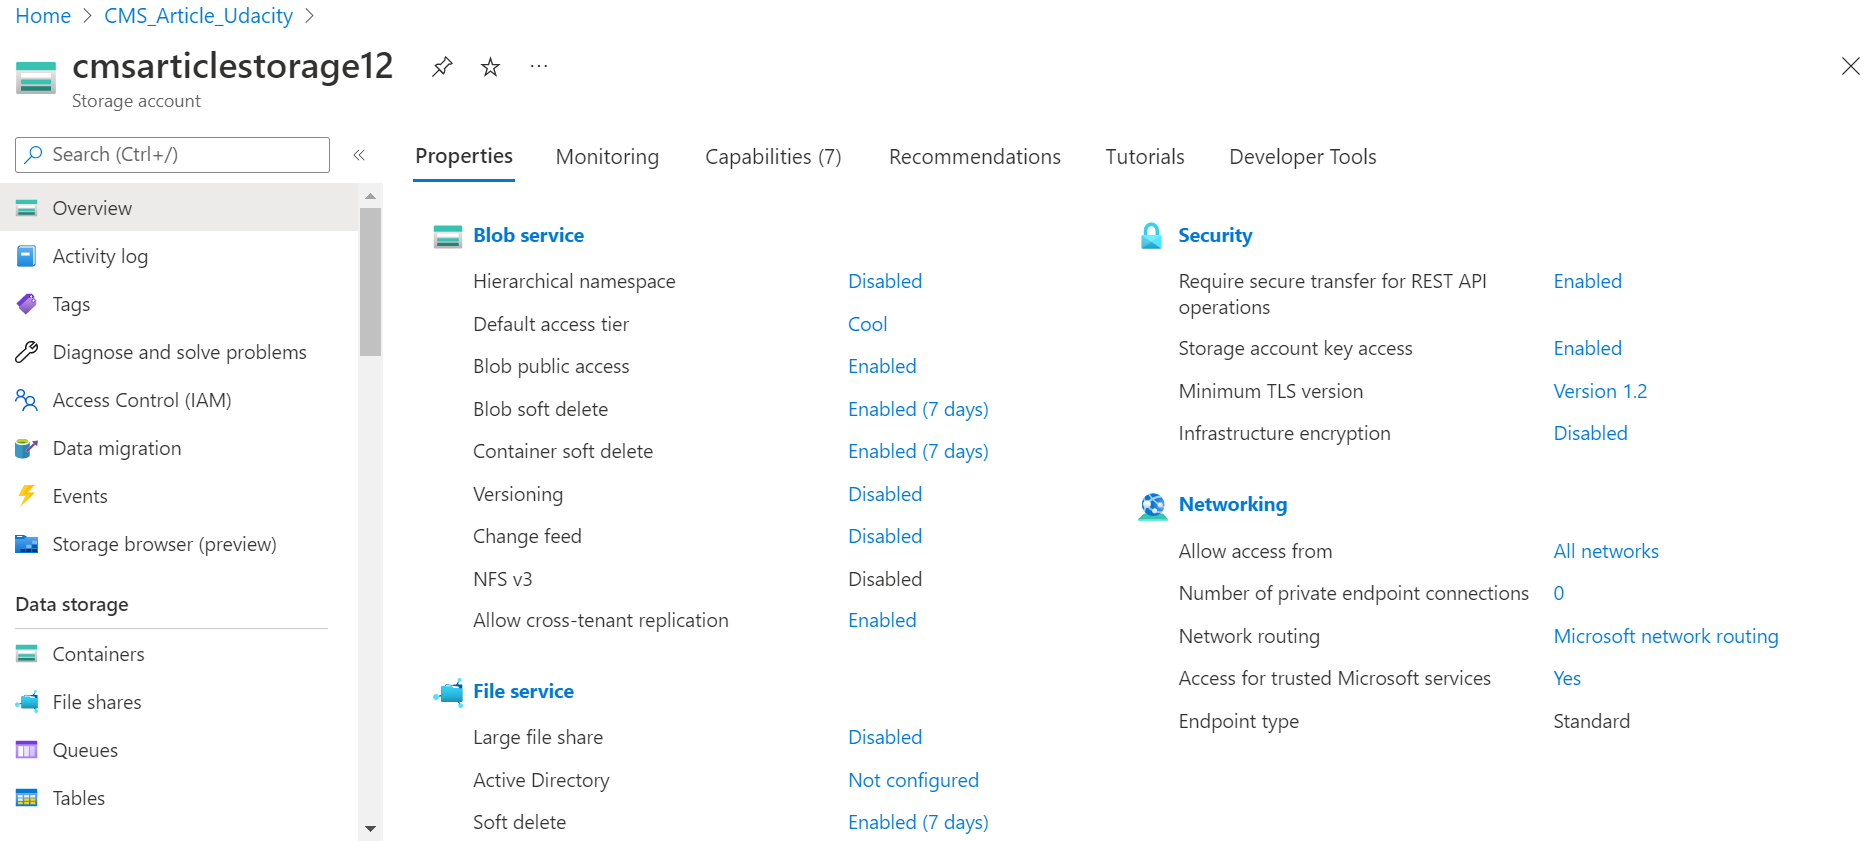 Home > CMS_Article_Udacity >
cmsarticlestorage12 ...
Storage account
Search (Ctrl+/)
«
Overview
Activity log
Tags
Diagnose and solve problems
Access Control (IAM)
Data migration
Events
Storage browser (preview)
Data storage
Containers
File shares
Queues
Tables
Properties Monitoring Capabilities (7) Recommendations Tutorials Developer Tools
Blob service
Hierarchical namespace Disabled
Default access tier Cool
Blob public access Enabled
Blob soft delete Enabled (7 days)
Container soft delete Enabled (7 days)
Versioning Disabled
Change feed Disabled
NFS v3 Disabled
Allow cross-tenant replication Enabled
File service
Large file share Disabled
Active Directory Not configured
Soft delete Enabled (7 days)
Security
Require secure transfer for REST API Enabled
operations
Storage account key access Enabled
Minimum TLS version Version 1.2
Infrastructure encryption Disabled
Networking
Allow access from All networks
Number of private endpoint connections 0
Network routing Microsoft network routing
Access for trusted Microsoft services Yes
Endpoint type Standard